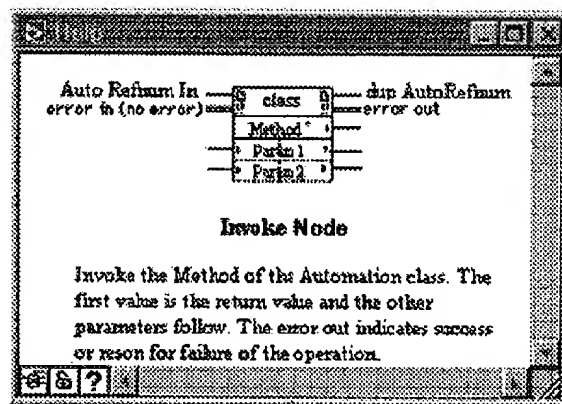 Help
Auto Refnum In class dup AutoRefnum
error in (no error) error out
Method
Param 1
Param 2
Invoke Node
Invoke the Method of the Automation class. The
first value is the return value and the other
parameters follow. The error out indicates success
or reson for failure of the operation.
?